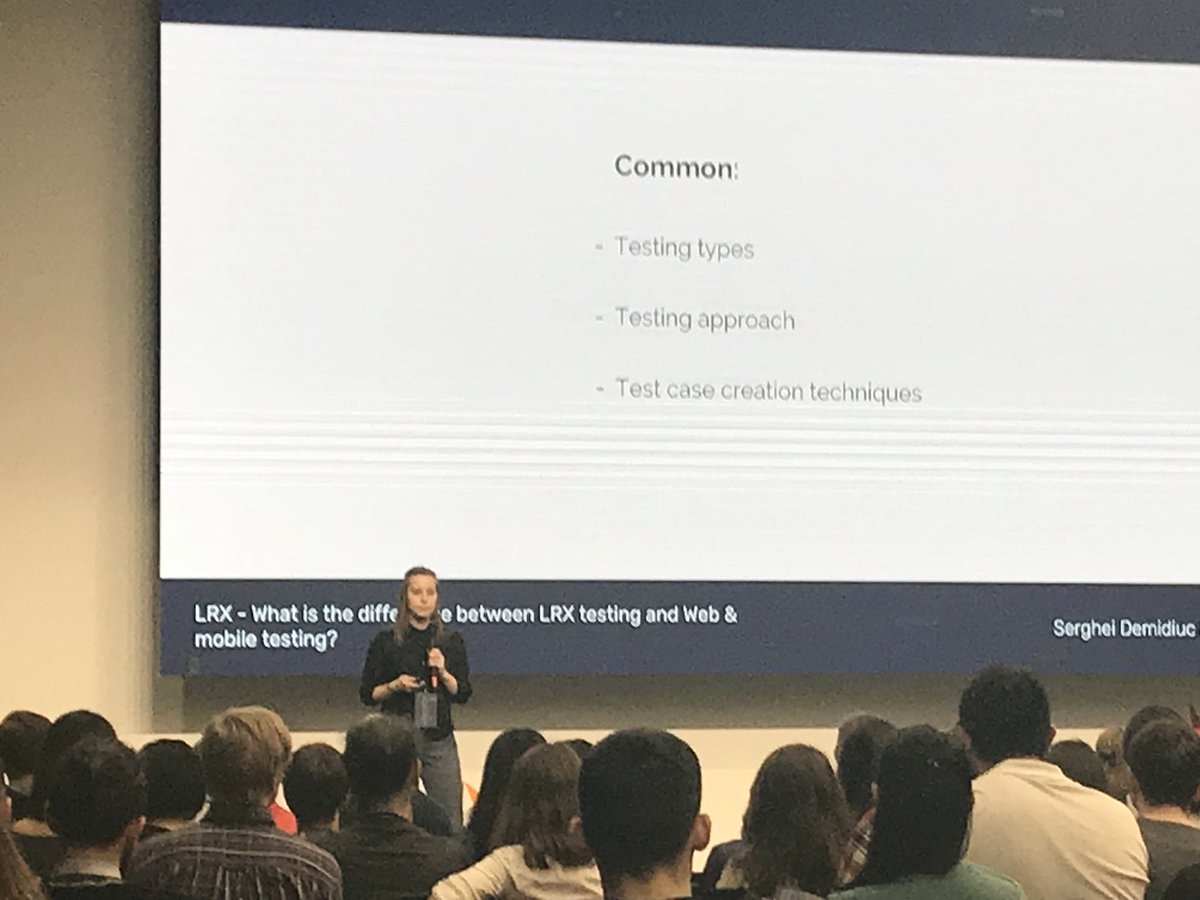 Common:
- Testing types
- Testing approach
- Test case creation techniques
LRX - What is the diffe e between LRX testing and Web &
mobile testing?
Serghei Demidiuc